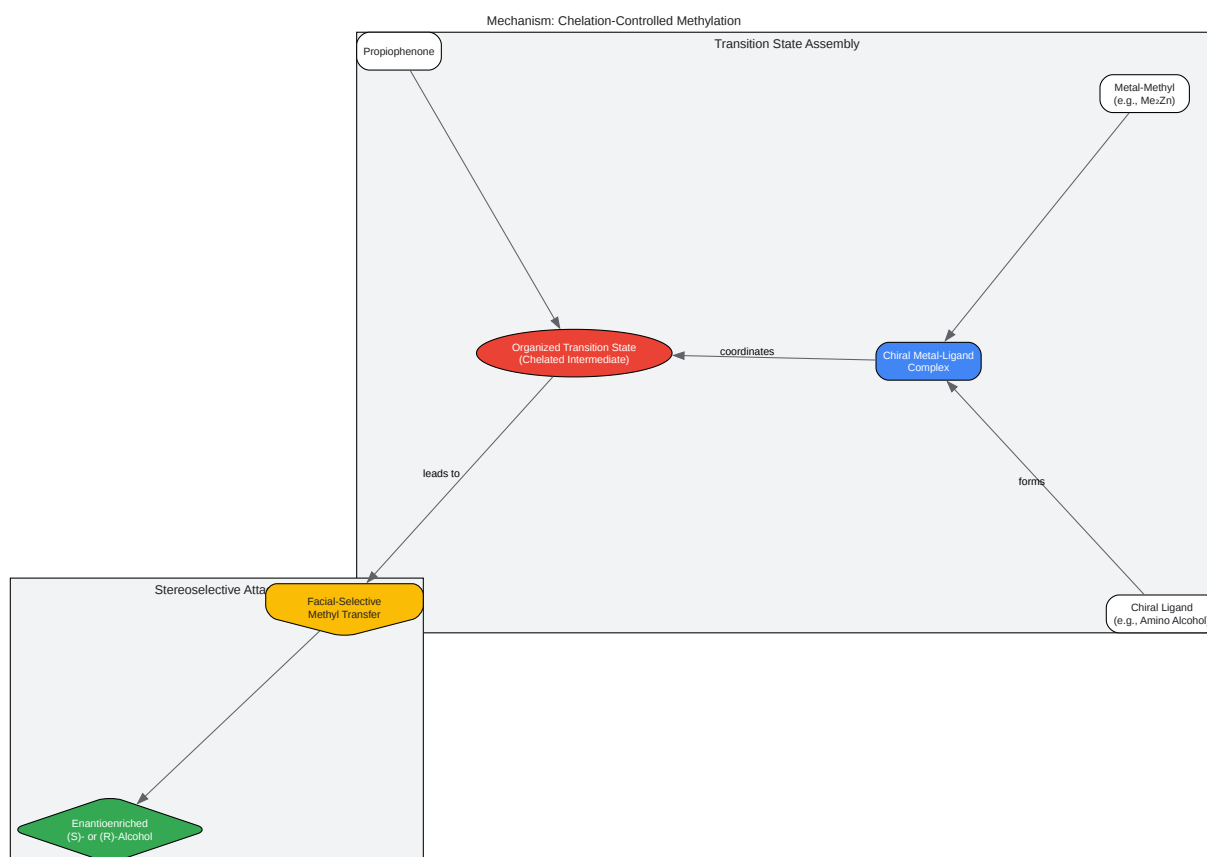 Mechanism: Chelation-Controlled Methylation
Transition State Assembly
Propiophenone
Metal-Methyl
(e.g., Me₂Zn)
Organized Transition State
(Chelated Intermediate)
coordinates
Chiral Metal-Ligand
Complex
leads to
forms
Stereoselective Atta
Facial-Selective
Methyl Transfer
Chiral Ligand
(e.g., Amino Alcohol)
Enantioenriched
(S)- or (R)-Alcohol